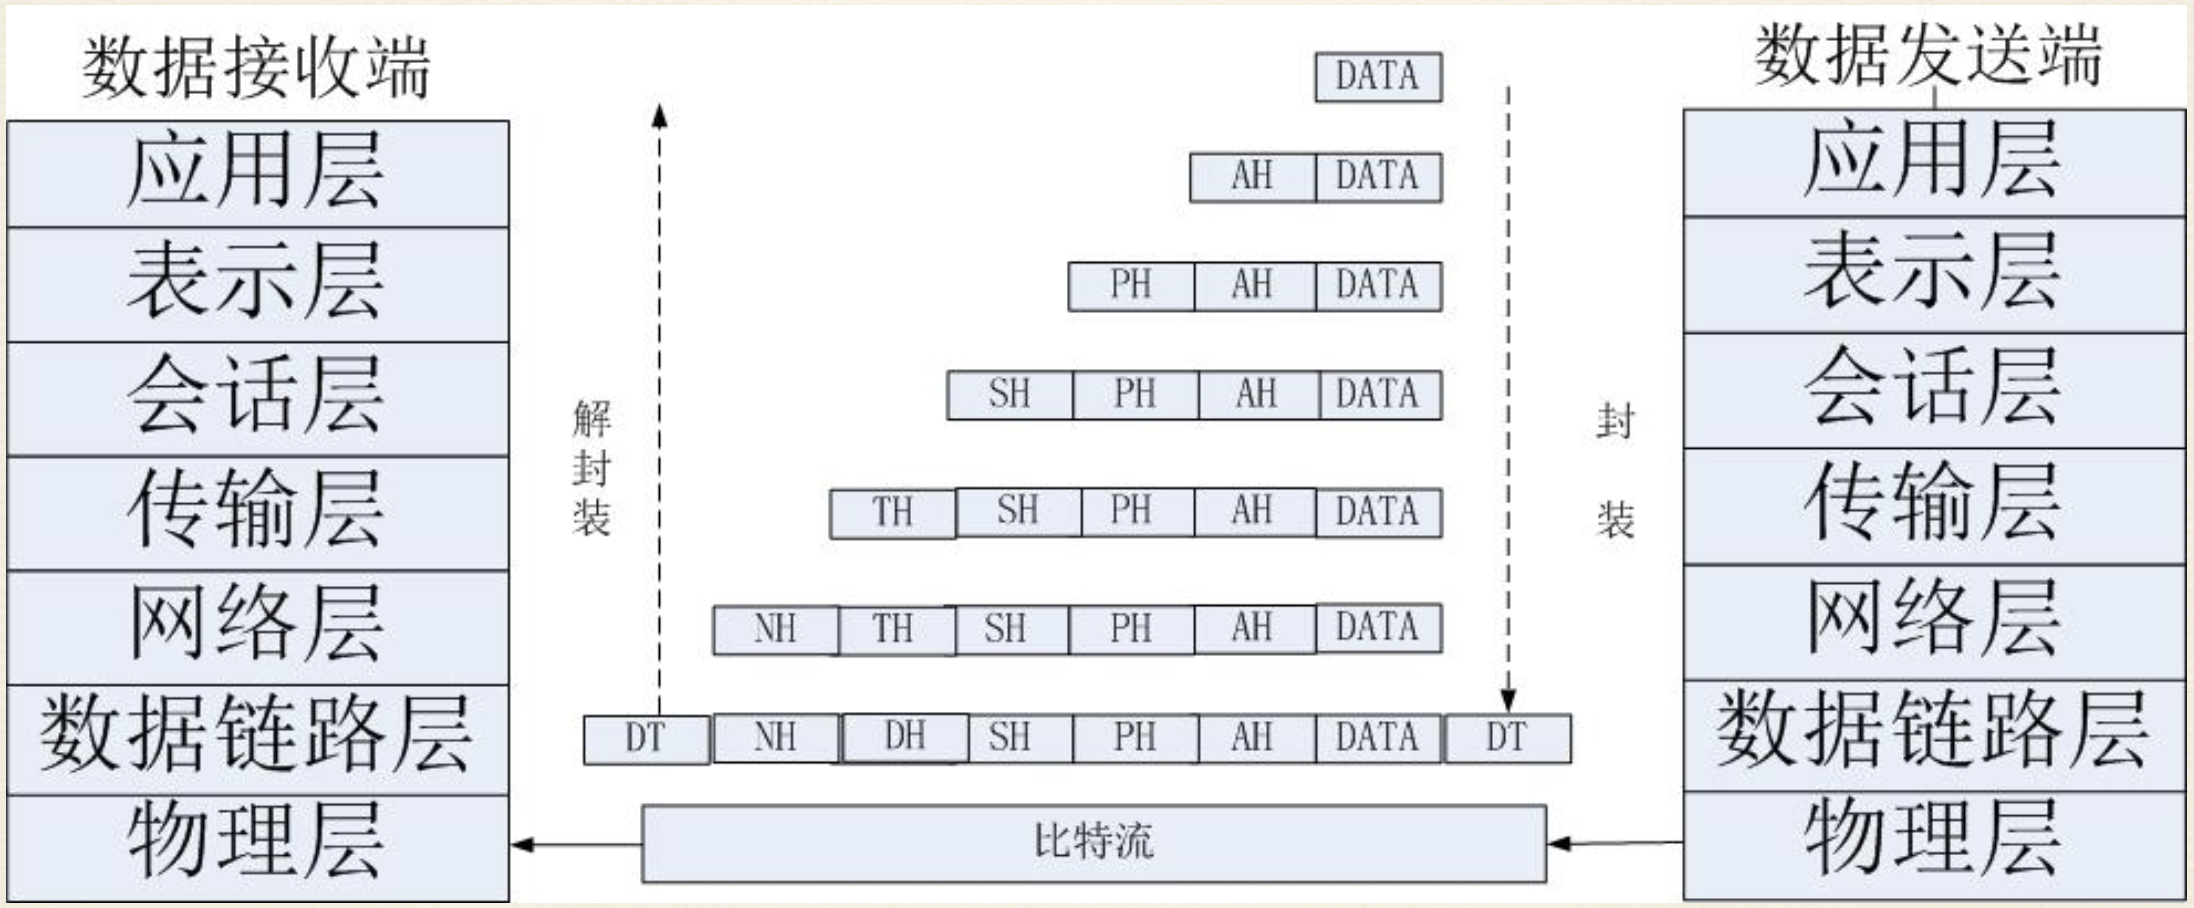 数据接收端
应用层
表示层
会话层
传输层
网络层
数据链路层
物理层
解封装
DATA
AH DATA
PH AH DATA
SH PH AH DATA
TH SH PH AH DATA
NH TH SH PH AH DATA
DT NH DH SH PH AH DATA DT
比特流
封装
数据发送端
应用层
表示层
会话层
传输层
网络层
数据链路层
物理层